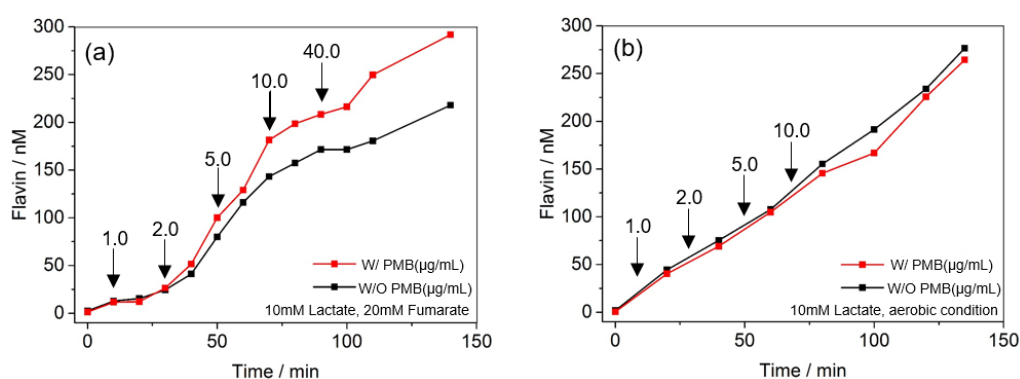 (a)
300
250
200
150
100
50
0
Flavin / nM
1.0
2.0
5.0
10.0
40.0
W/ PMB(μg/mL)
W/O PMB(μg/mL)
10mM Lactate, 20mM Fumarate
0 50 100 150
Time / min
(b)
300
250
200
150
100
50
0
Flavin / nM
1.0
2.0
5.0
10.0
W/ PMB(μg/mL)
W/O PMB(μg/mL)
10mM Lactate, aerobic condition
0 50 100 150
Time / min